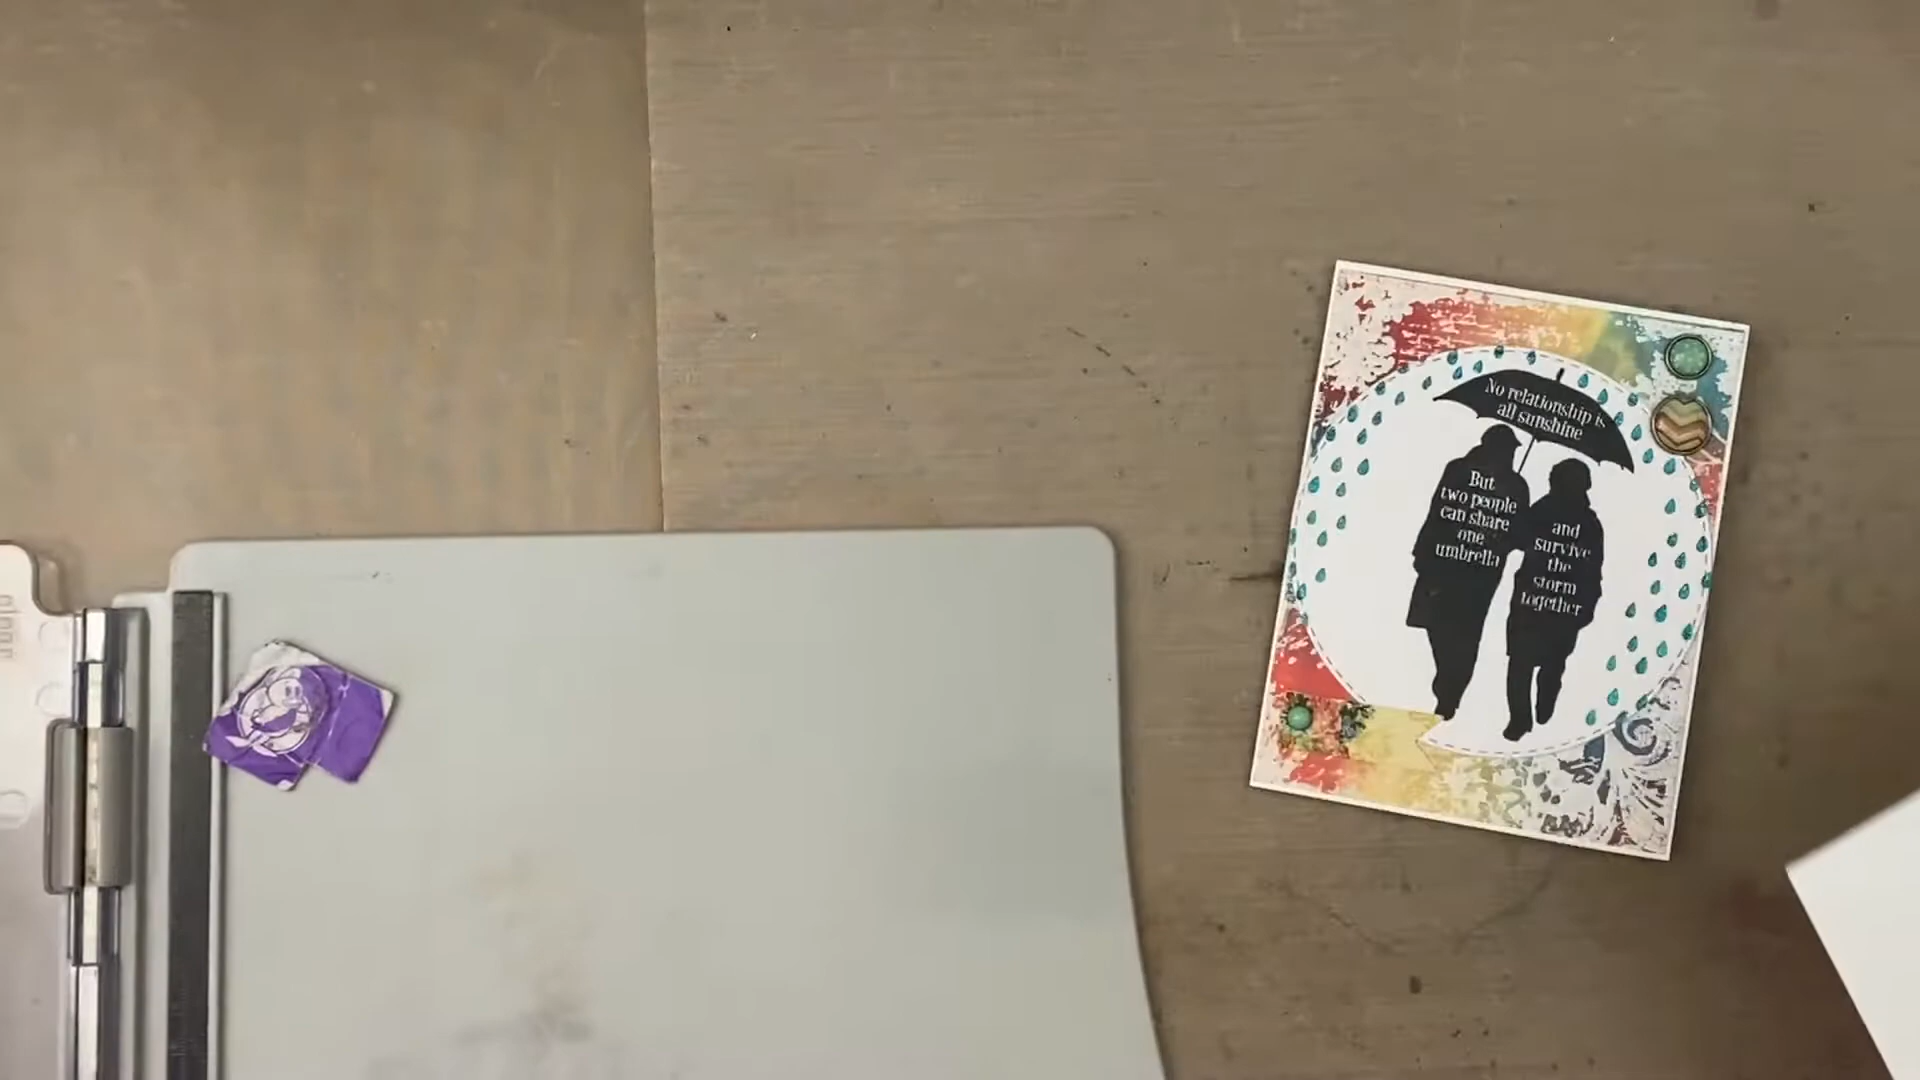 No relationship is
all sunshine
But
two people
can share
one
umbrella
and
survive
the
storm
together